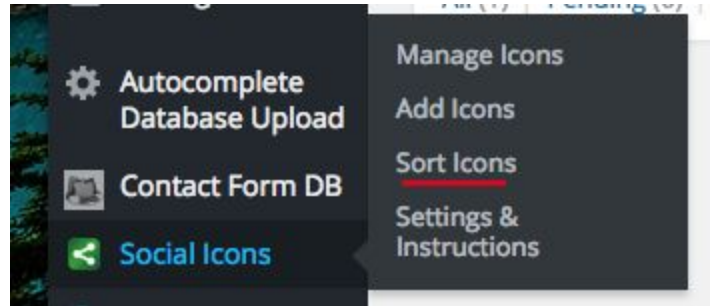 Autocomplete
Database Upload
Contact Form DB
Social Icons
Manage Icons
Add Icons
Sort Icons
Settings &
Instructions